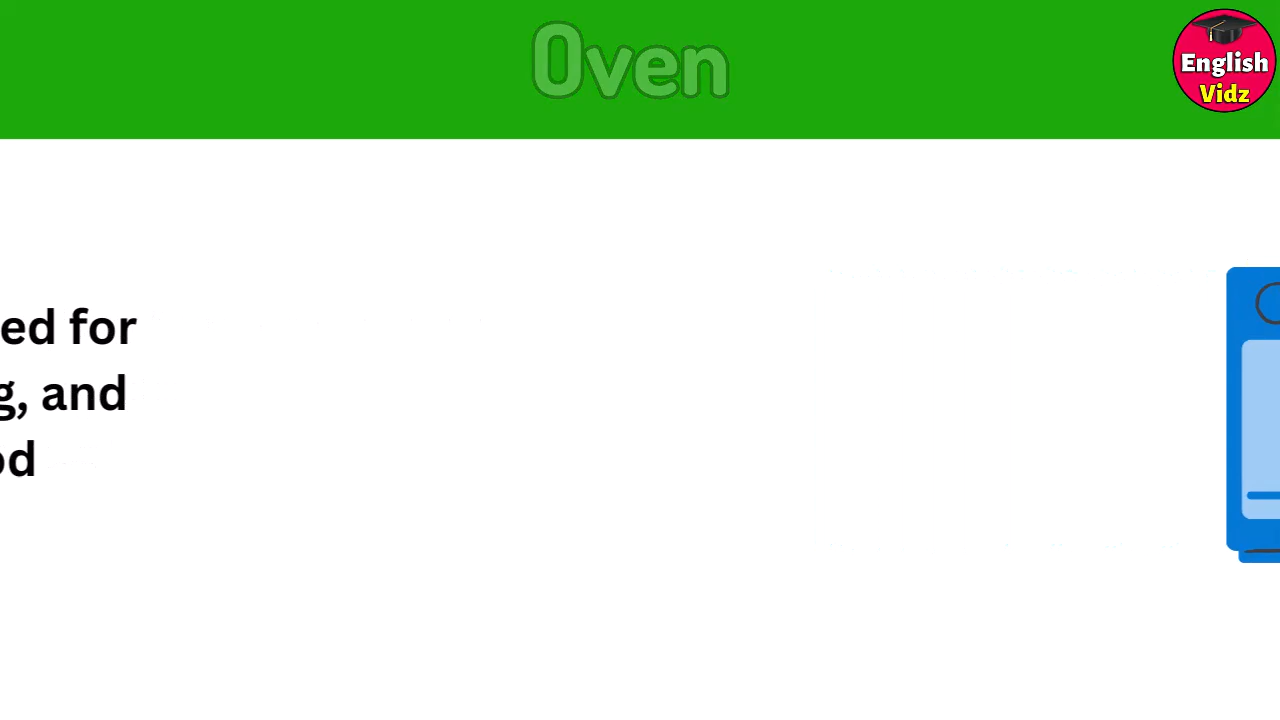 Oven
English
Vidz
ed for
g, and
od